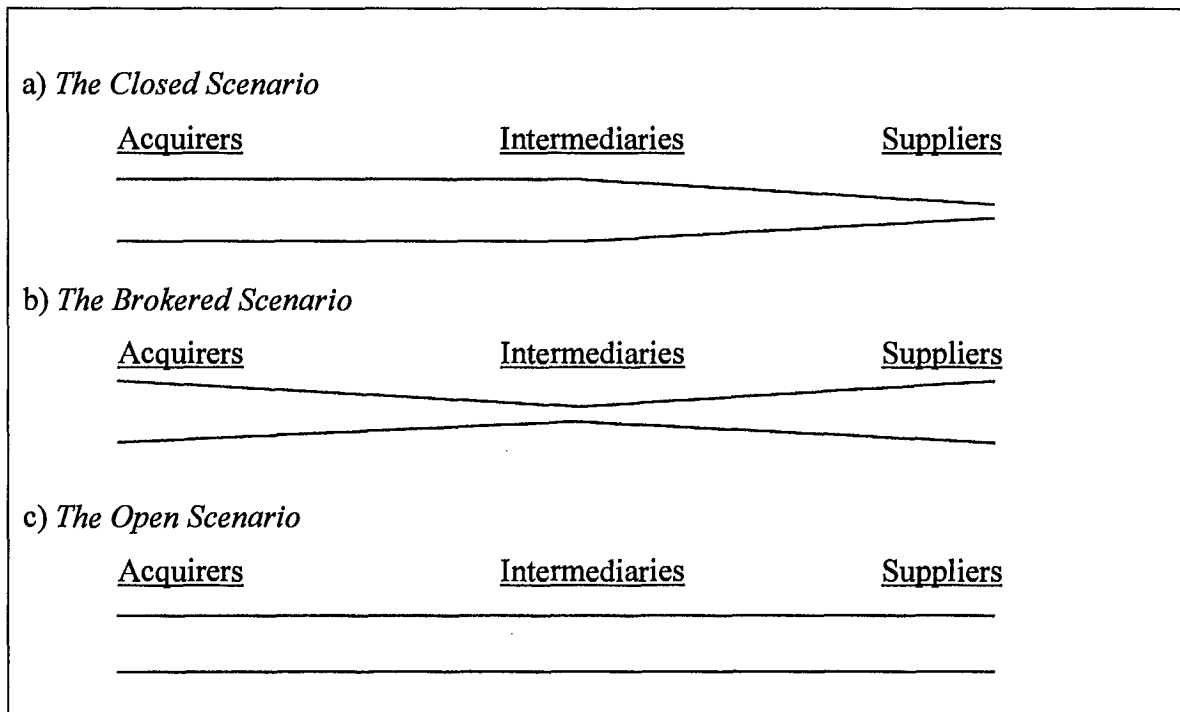 a) The Closed Scenario
Acquirers Intermediaries Suppliers
b) The Brokered Scenario
Acquirers Intermediaries Suppliers
c) The Open Scenario
Acquirers Intermediaries Suppliers